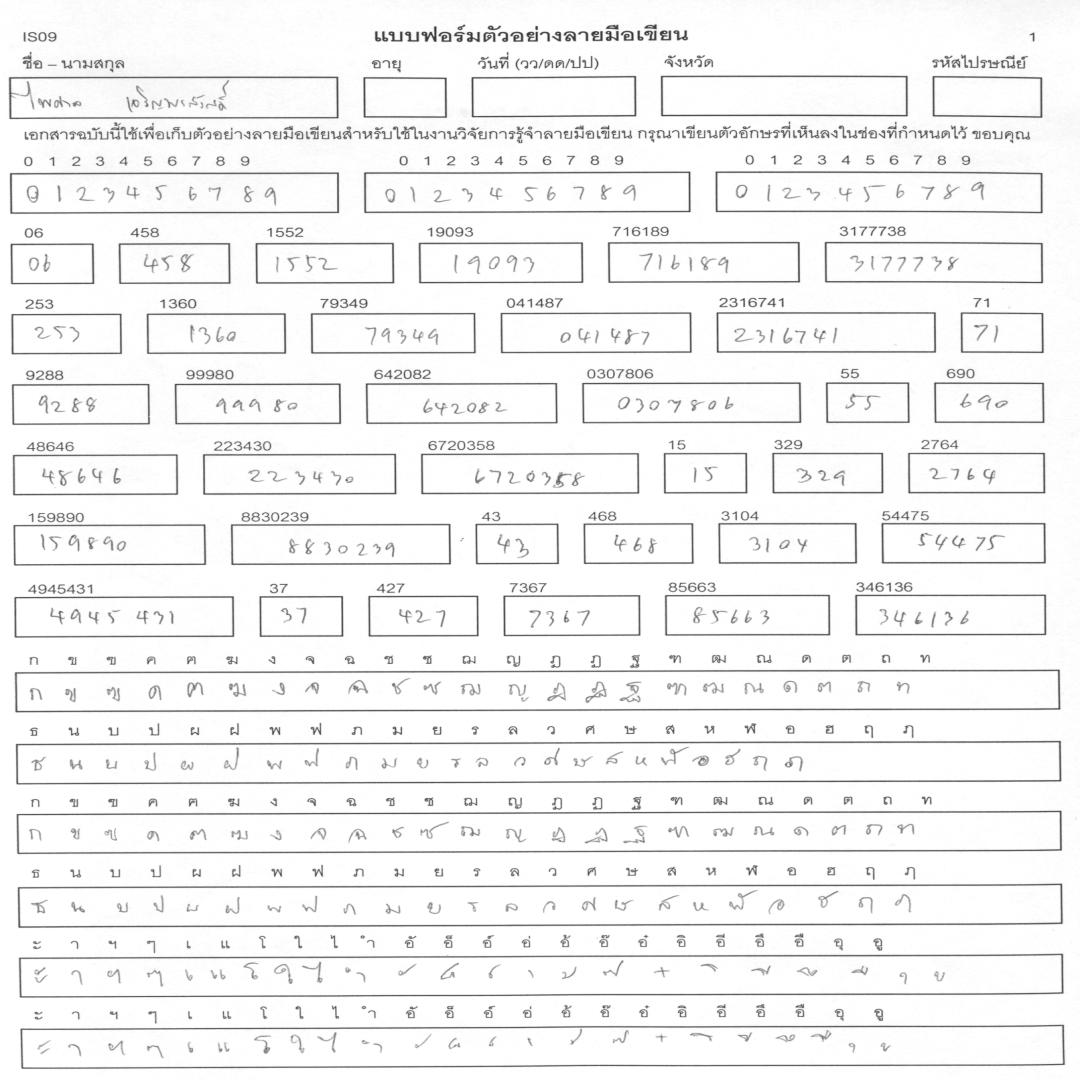 IS09 แบบฟอร์มตัวอย่างลายมือเขียน 1
ชื่อ – นามสกุล อายุ วันที่ (วว/ดด/ปป) จังหวัด รหัสไปรษณีย์
ไพศาล
เอกสารฉบับนี้ใช้เพื่อเก็บตัวอย่างลายมือเขียนสำหรับใช้ในงานวิจัยการรู้จำลายมือเขียน กรุณาเขียนตัวอักษรที่เห็นลงในช่องที่กำหนดไว้ ขอบคุณ
0 1 2 3 4 5 6 7 8 9 0 1 2 3 4 5 6 7 8 9 0 1 2 3 4 5 6 7 8 9
0 1 2 3 4 5 6 7 8 9 0 1 2 3 4 5 6 7 8 9 0 1 2 3 4 5 6 7 8 9
06 458 1552 19093 716189 3177738
06 458 1552 19093 716189 3177738
253 1360 79349 041487 2316741 71
253 1360 79349 041487 2316741 71
9288 99980 642082 0307806 55 690
9288 99980 642082 0307806 55 690
48646 223430 6720358 15 329 2764
48646 223430 6720358 15 329 2764
159890 8830239 43 468 3104 54475
159890 8830239 43 468 3104 54475
4945431 37 427 7367 85663 346136
4945431 37 427 7367 85663 346136
ก ข ฃ ค ฅ ฆ ง จ ฉ ช ซ ฌ ญ ฎ ฏ ฐ ฑ ฒ ณ ด ต ถ ท
ก ข ฃ ค ฅ ฆ ง จ ฉ ช ซ ฌ ญ ฎ ฏ ฐ ฑ ฒ ณ ด ต ถ ท
ธ น บ ป ผ ฝ พ ฟ ภ ม ย ร ล ว ศ ษ ส ห ฬ อ ฮ ฤ ฦ
ธ น บ ป ผ ฝ พ ฟ ภ ม ย ร ล ว ศ ษ ส ห ฬ อ ฮ ฤ ฦ
ก ข ฃ ค ฅ ฆ ง จ ฉ ช ซ ฌ ญ ฎ ฏ ฐ ฑ ฒ ณ ด ต ถ ท
ก ข ฃ ค ฅ ฆ ง จ ฉ ช ซ ฌ ญ ฎ ฏ ฐ ฑ ฒ ณ ด ต ถ ท
ธ น บ ป ผ ฝ พ ฟ ภ ม ย ร ล ว ศ ษ ส ห ฬ อ ฮ ฤ ฦ
ธ น บ ป ผ ฝ พ ฟ ภ ม ย ร ล ว ศ ษ ส ห ฬ อ ฮ ฤ ฦ
ะ า ฯ ๆ เ แ โ ใ ไ ำ อั อ็ อ์ อ่ อ้ อ๊ อ๋ อิ อี อึ อื อุ อู
ะ า ฯ ๆ เ แ โ ใ ไ ำ ั ็ ์ ่ ้ ๊ ๋ ิ ี ึ ื ุ ู
ะ า ฯ ๆ เ แ โ ใ ไ ำ อั อ็ อ์ อ่ อ้ อ๊ อ๋ อิ อี อึ อื อุ อู
ะ า ฯ ๆ เ แ โ ใ ไ ำ ั ็ ์ ่ ้ ๊ ๋ ิ ี ึ ื ุ ู